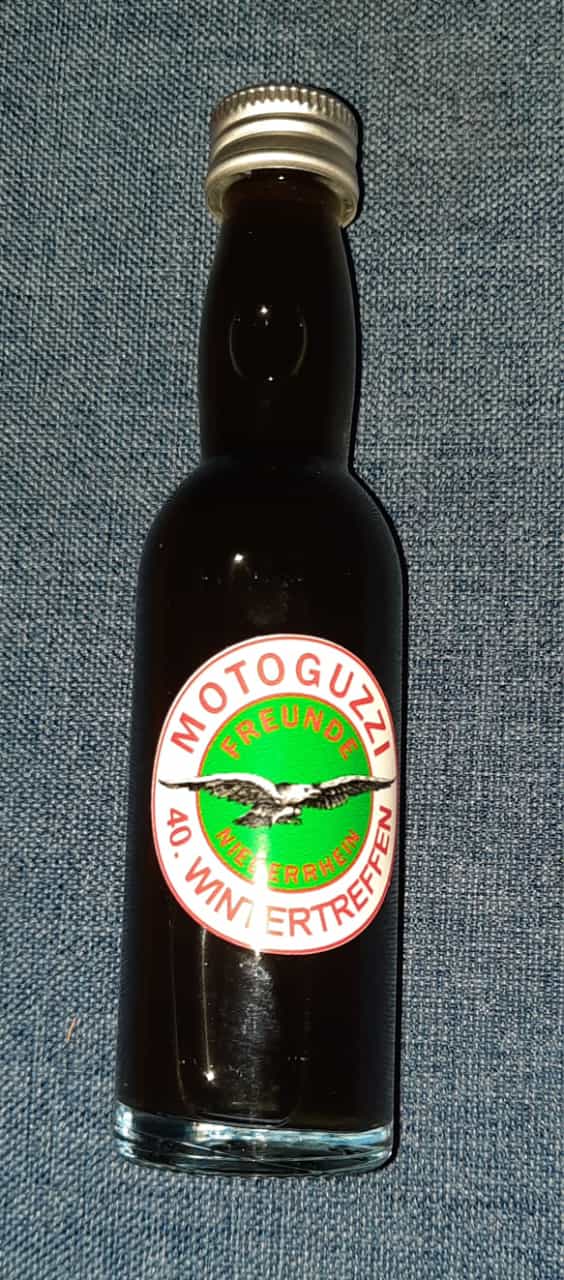 MOTOGUZZI
FREUNDE
NIEDERRHEIN
40. WINTERTREFFEN